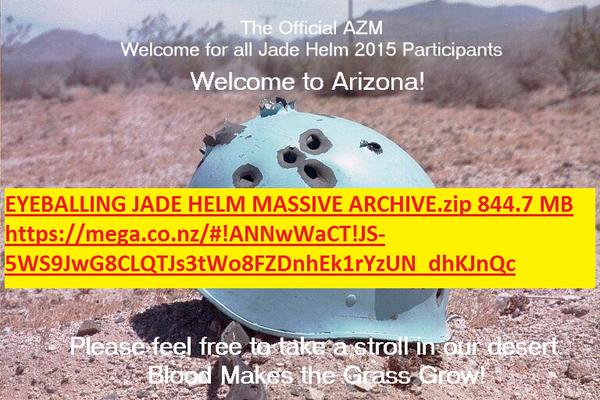 The Official AZM
Welcome for all Jade Helm 2015 Participants
Welcome to Arizona!
EYEBALLING JADE HELM MASSIVE ARCHIVE.zip 844.7 MB
https://mega.co.nz/#!ANNwWaCT!JS-
5WS9JwG8CLQTJs3tWo8FZDnhEk1rYzUN_dhKJnQc
Please feel free to take a stroll in our desert.
Blood Makes the Grass Grow!